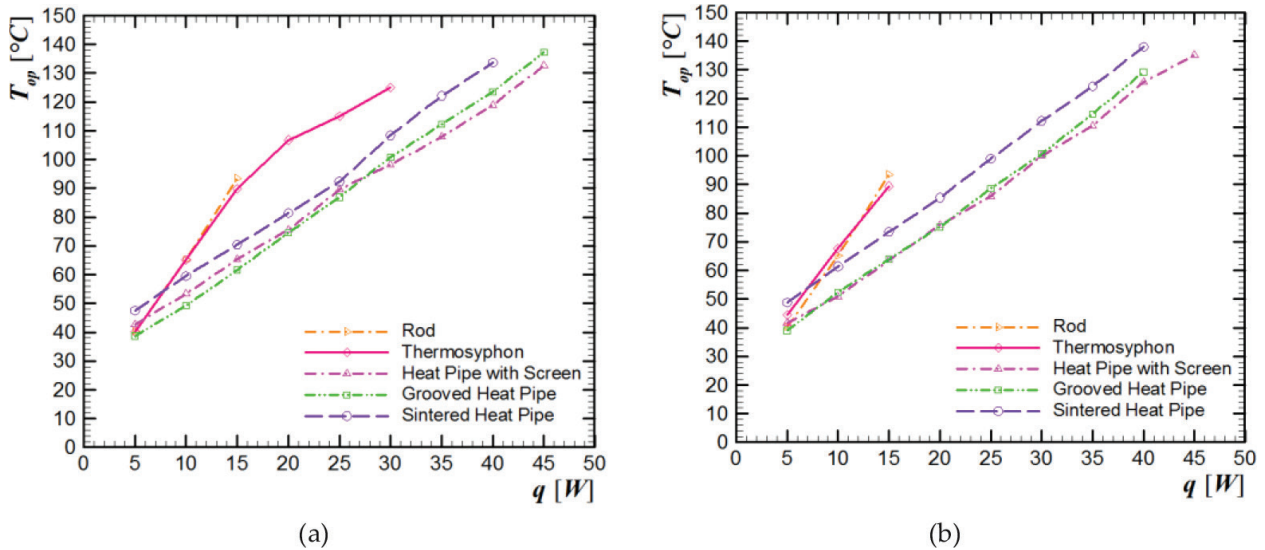 T_op [°C]
150
140
130
120
110
100
90
80
70
60
50
40
30
20
10
0
0 5 10 15 20 25 30 35 40 45 50
q [W]
Rod
Thermosyphon
Heat Pipe with Screen
Grooved Heat Pipe
Sintered Heat Pipe
(a)
T_op [°C]
150
140
130
120
110
100
90
80
70
60
50
40
30
20
10
0
0 5 10 15 20 25 30 35 40 45 50
q [W]
Rod
Thermosyphon
Heat Pipe with Screen
Grooved Heat Pipe
Sintered Heat Pipe
(b)